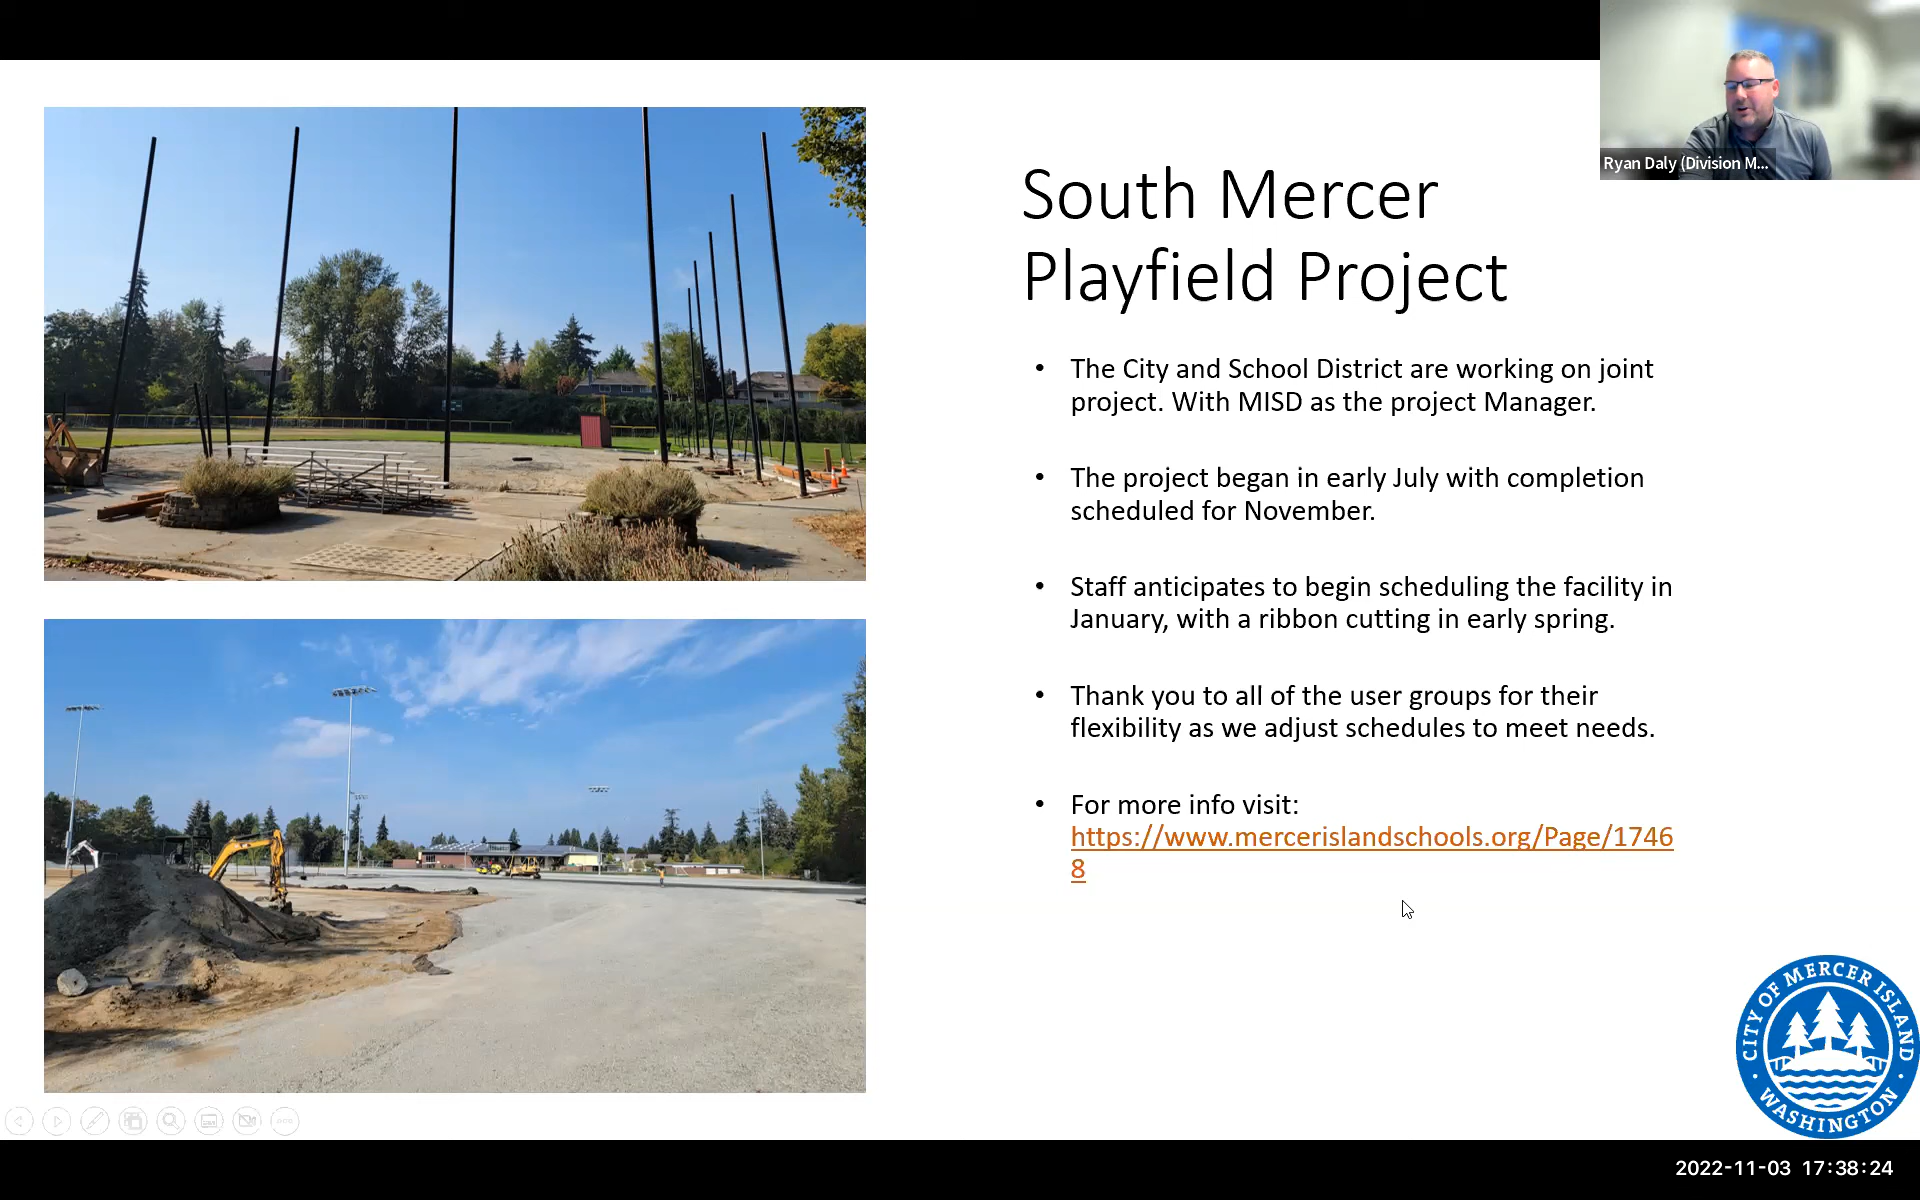 Ryan Daly (Division M...
South Mercer
Playfield Project
• The City and School District are working on joint
project. With MISD as the project Manager.
• The project began in early July with completion
scheduled for November.
• Staff anticipates to begin scheduling the facility in
January, with a ribbon cutting in early spring.
• Thank you to all of the user groups for their
flexibility as we adjust schedules to meet needs.
• For more info visit:
https://www.mercerislandschools.org/Page/1746
8
CITY OF MERCER ISLAND
WASHINGTON
2022-11-03 17:38:24